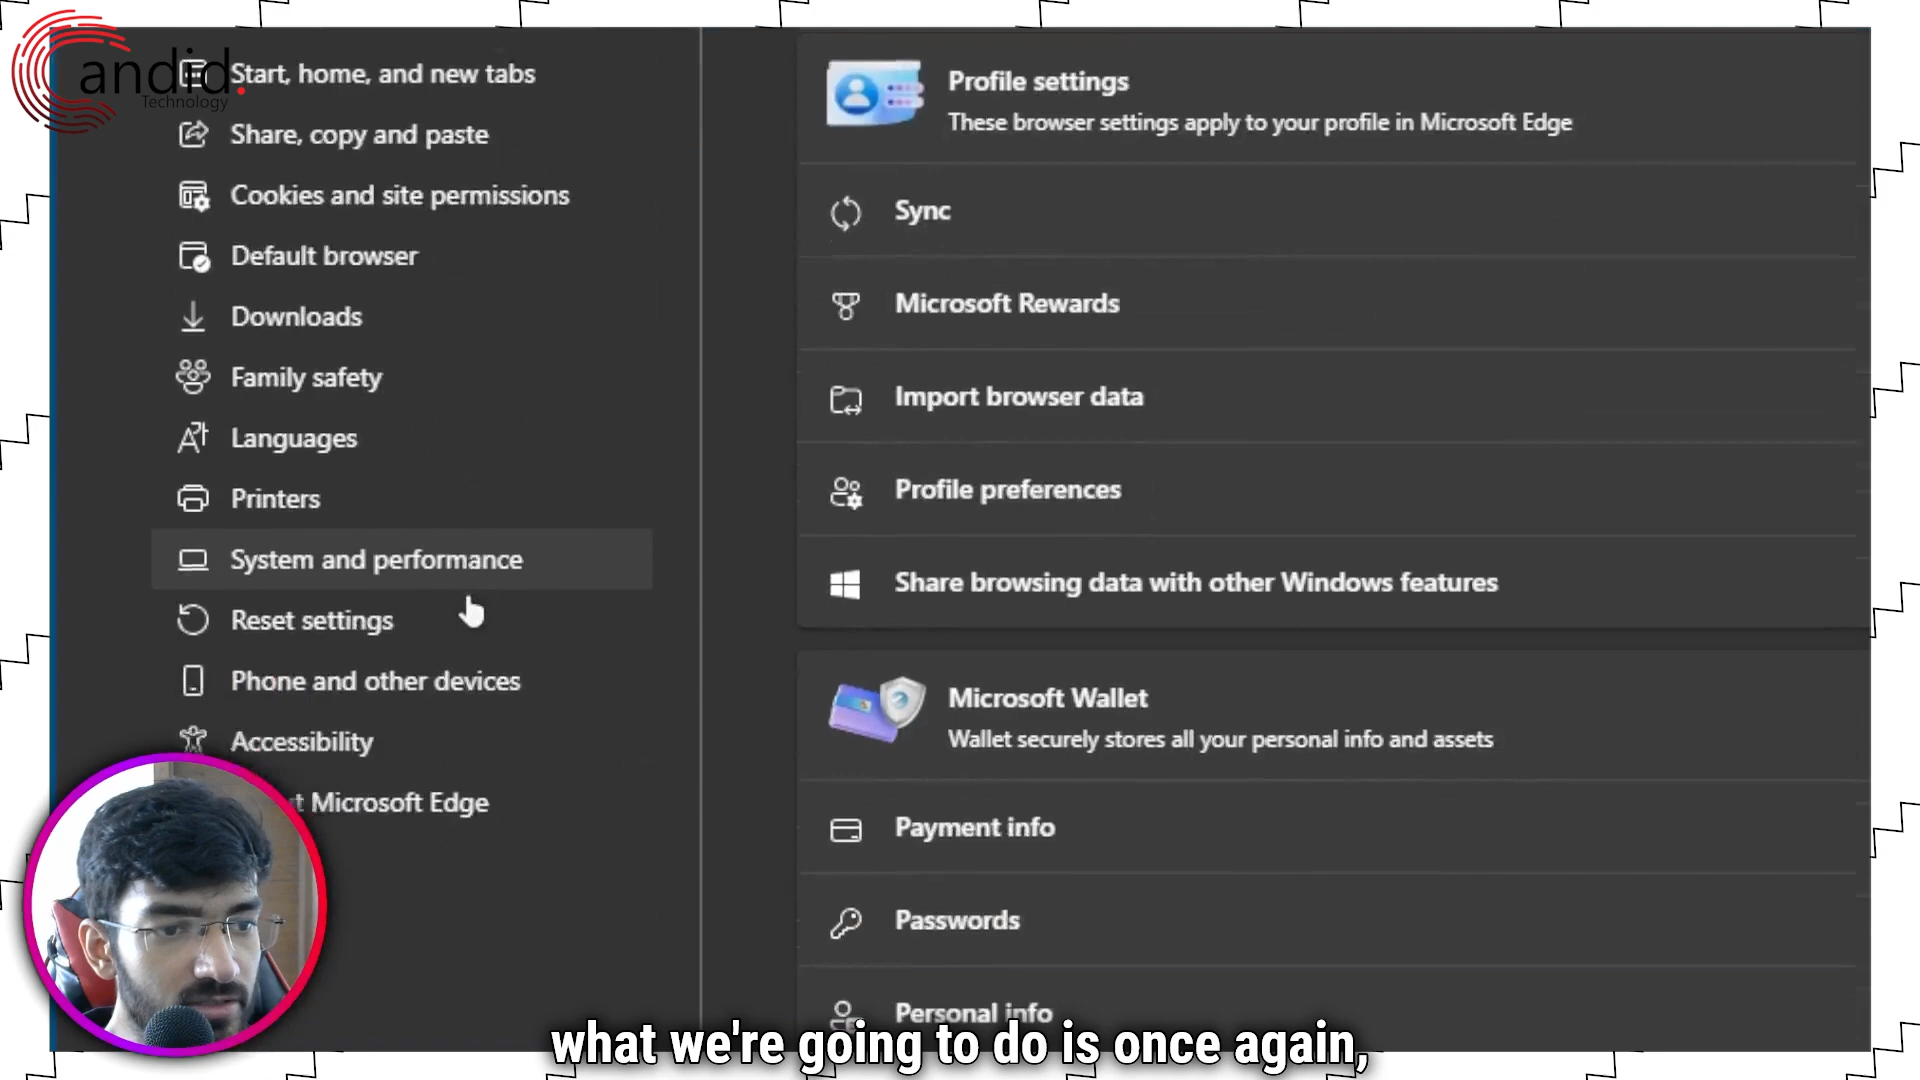 andid.
Technology
Start, home, and new tabs
Share, copy and paste
Cookies and site permissions
Default browser
Downloads
Family safety
Languages
Printers
System and performance
Reset settings
Phone and other devices
Accessibility
t Microsoft Edge
Profile settings
These browser settings apply to your profile in Microsoft Edge
Sync
Microsoft Rewards
Import browser data
Profile preferences
Share browsing data with other Windows features
Microsoft Wallet
Wallet securely stores all your personal info and assets
Payment info
Passwords
Personal info
what we're going to do is once again,